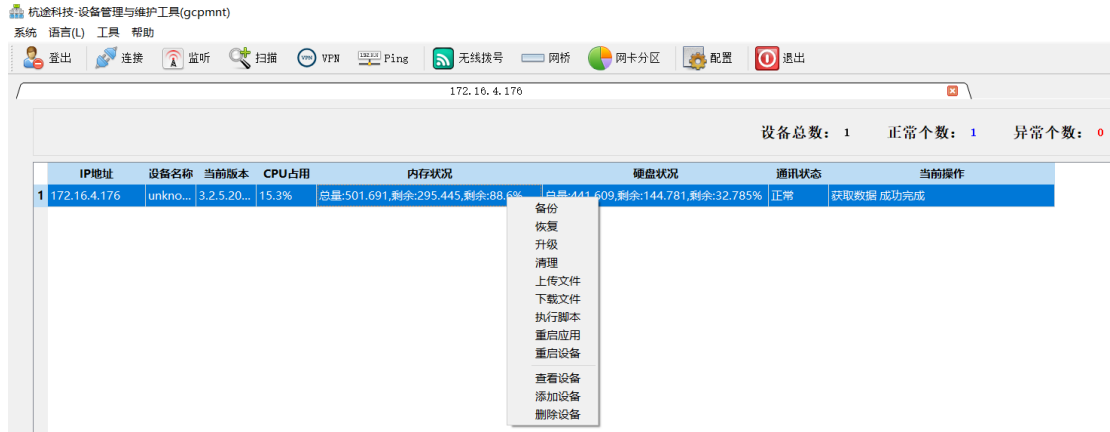 杭途科技-设备管理与维护工具(gcpmnt)
系统 语言(L) 工具 帮助
登出 连接 监听 扫描 VPN Ping 无线拨号 网桥 网卡分区 配置 退出
172.16.4.176
设备总数: 1 正常个数: 1 异常个数: 0
IP地址 设备名称 当前版本 CPU占用 内存状况 硬盘状况 通讯状态 当前操作
1 172.16.4.176 unkno... 3.2.5.20... 15.3% 总量:501.691,剩余:295.445,剩余:88.6% 总量:441.609,剩余:144.781,剩余:32.785% 正常 获取数据 成功完成
备份
恢复
升级
清理
上传文件
下载文件
执行脚本
重启应用
重启设备
查看设备
添加设备
删除设备